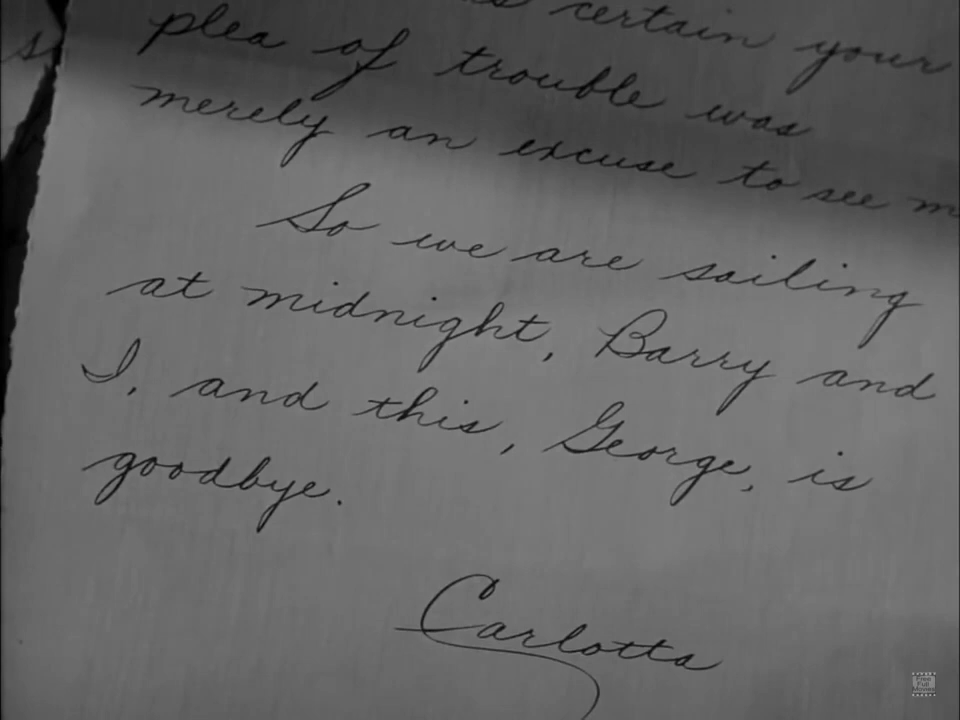 certain your
plea of trouble was
merely an excuse to see
So we are sailing
at midnight, Barry and
I, and this, George, is
goodbye.
Carlotta